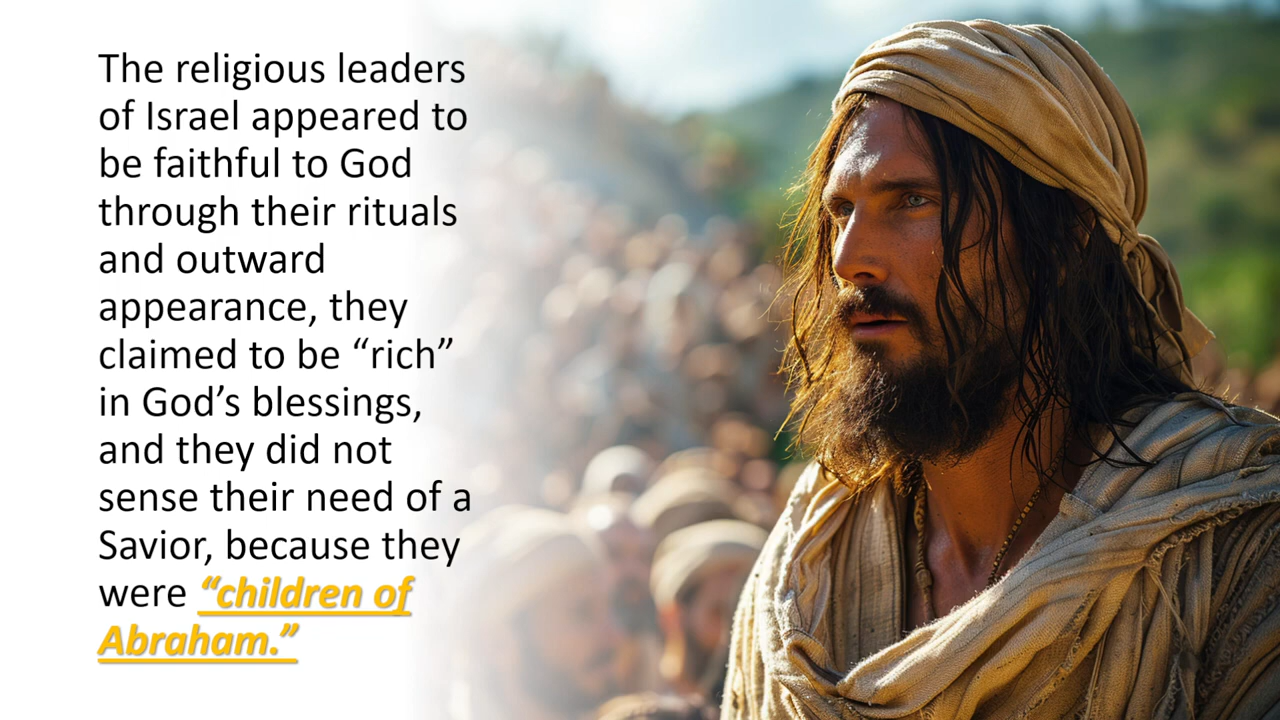 The religious leaders
of Israel appeared to
be faithful to God
through their rituals
and outward
appearance, they
claimed to be “rich”
in God’s blessings,
and they did not
sense their need of a
Savior, because they
were “children of
Abraham.”